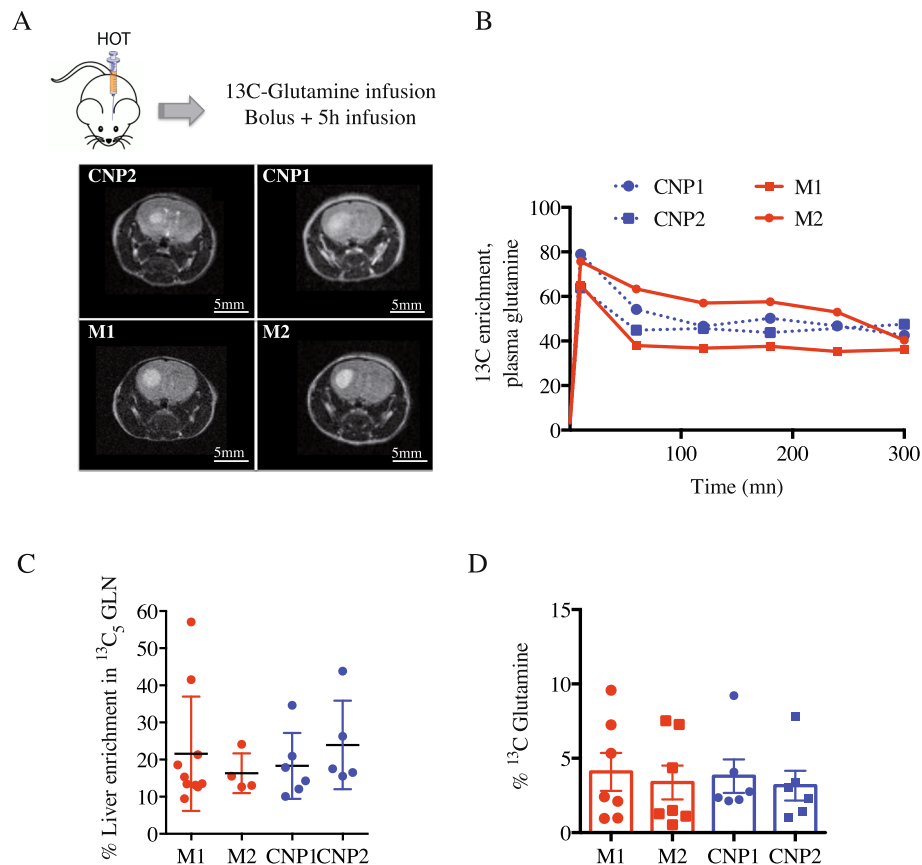 A
HOT
13C-Glutamine infusion
Bolus + 5h infusion
CNP2
CNP1
5mm
5mm
M1
M2
5mm
5mm
B
CNP1
M1
CNP2
M2
100
80
60
40
20
0
100
200
300
13C enrichment,
plasma glutamine
Time (mn)
C
% Liver enrichment in ¹³C₅ GLN
60
50
40
30
20
10
0
M1
M2
CNP1
CNP2
D
% ¹³C Glutamine
15
10
5
0
M1
M2
CNP1
CNP2